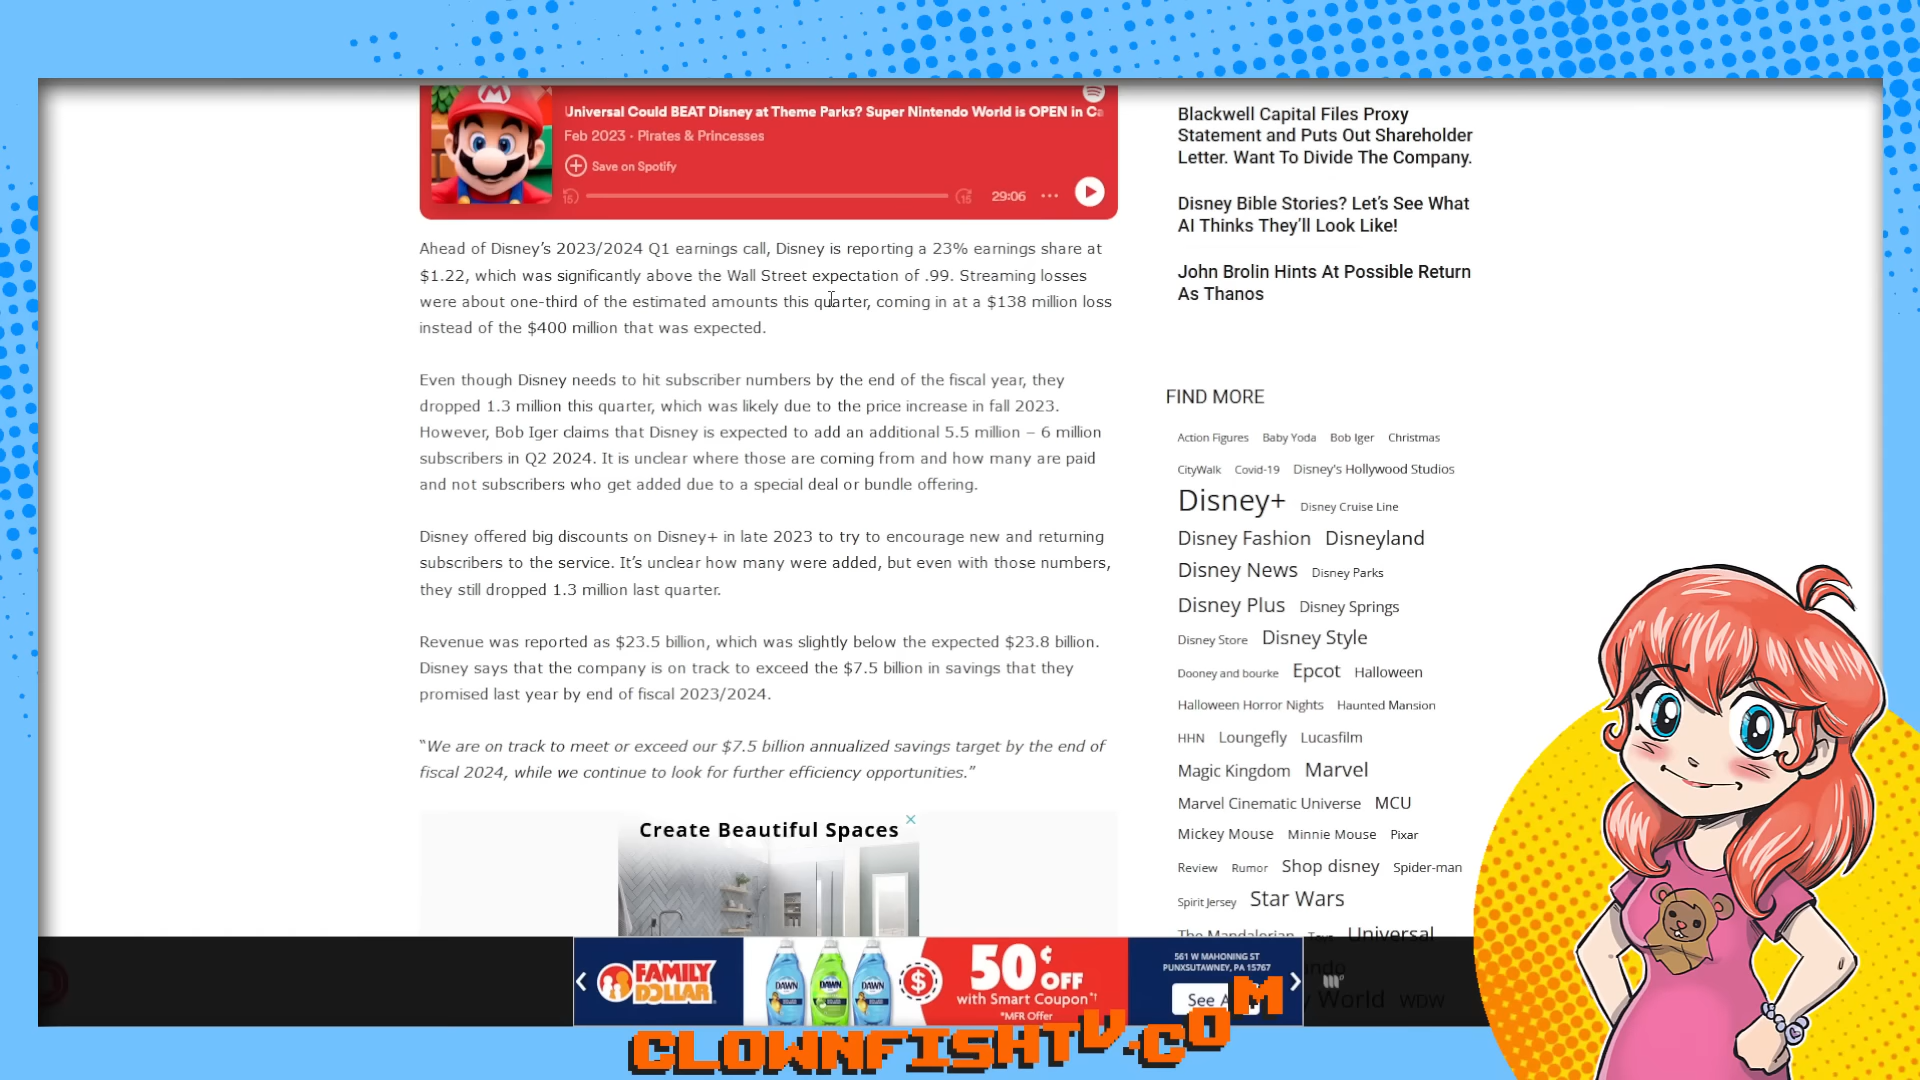 Universal Could BEAT Disney at Theme Parks? Super Nintendo World is OPEN in Ca
Feb 2023 · Pirates & Princesses
Save on Spotify
15
15
29:06
Ahead of Disney's 2023/2024 Q1 earnings call, Disney is reporting a 23% earnings share at
$1.22, which was significantly above the Wall Street expectation of .99. Streaming losses
were about one-third of the estimated amounts this quarter, coming in at a $138 million loss
instead of the $400 million that was expected.
Even though Disney needs to hit subscriber numbers by the end of the fiscal year, they
dropped 1.3 million this quarter, which was likely due to the price increase in fall 2023.
However, Bob Iger claims that Disney is expected to add an additional 5.5 million – 6 million
subscribers in Q2 2024. It is unclear where those are coming from and how many are paid
and not subscribers who get added due to a special deal or bundle offering.
Disney offered big discounts on Disney+ in late 2023 to try to encourage new and returning
subscribers to the service. It's unclear how many were added, but even with those numbers,
they still dropped 1.3 million last quarter.
Revenue was reported as $23.5 billion, which was slightly below the expected $23.8 billion.
Disney says that the company is on track to exceed the $7.5 billion in savings that they
promised last year by end of fiscal 2023/2024.
“We are on track to meet or exceed our $7.5 billion annualized savings target by the end of
fiscal 2024, while we continue to look for further efficiency opportunities.”
Create Beautiful Spaces
Blackwell Capital Files Proxy
Statement and Puts Out Shareholder
Letter. Want To Divide The Company.
Disney Bible Stories? Let's See What
AI Thinks They'll Look Like!
John Brolin Hints At Possible Return
As Thanos
FIND MORE
Action Figures Baby Yoda Bob Iger Christmas
CityWalk Covid-19 Disney's Hollywood Studios
Disney+ Disney Cruise Line
Disney Fashion Disneyland
Disney News Disney Parks
Disney Plus Disney Springs
Disney Store Disney Style
Dooney and bourke Epcot Halloween
Halloween Horror Nights Haunted Mansion
HHN Loungefly Lucasfilm
Magic Kingdom Marvel
Marvel Cinematic Universe MCU
Mickey Mouse Minnie Mouse Pixar
Review Rumor Shop disney Spider-man
Spirit Jersey Star Wars
The Mandalorian Toys Universal
World WDW
FAMILY
DOLLAR
DAWN DAWN DAWN
$
50¢
OFF
with Smart Coupon*†
*MFR Offer
561 W MAHONING ST
PUNXSUTAWNEY, PA 15767
See A
CLOWNFISHTV.COM